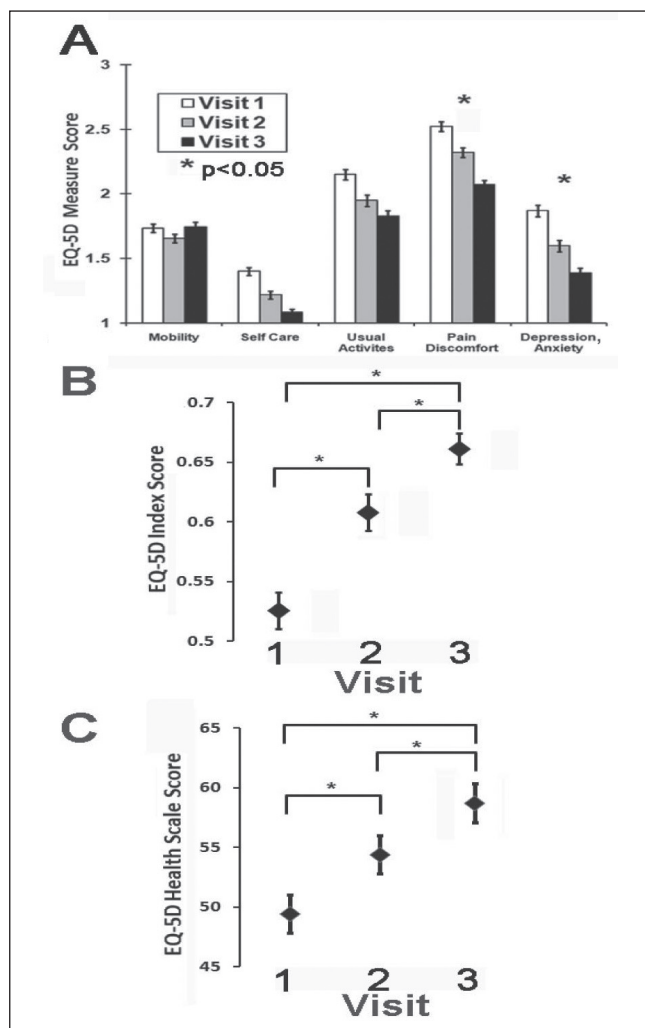 A
EQ-5D Measure Score
3
2.5
2
1.5
1
Visit 1
Visit 2
Visit 3
* p<0.05
*
*
Mobility
Self Care
Usual
Activites
Pain
Discomfort
Depression,
Anxiety
B
EQ-5D Index Score
0.7
0.65
0.6
0.55
0.5
*
*
*
1 2 3
Visit
C
EQ-5D Health Scale Score
65
60
55
50
45
*
*
*
1 2 3
Visit